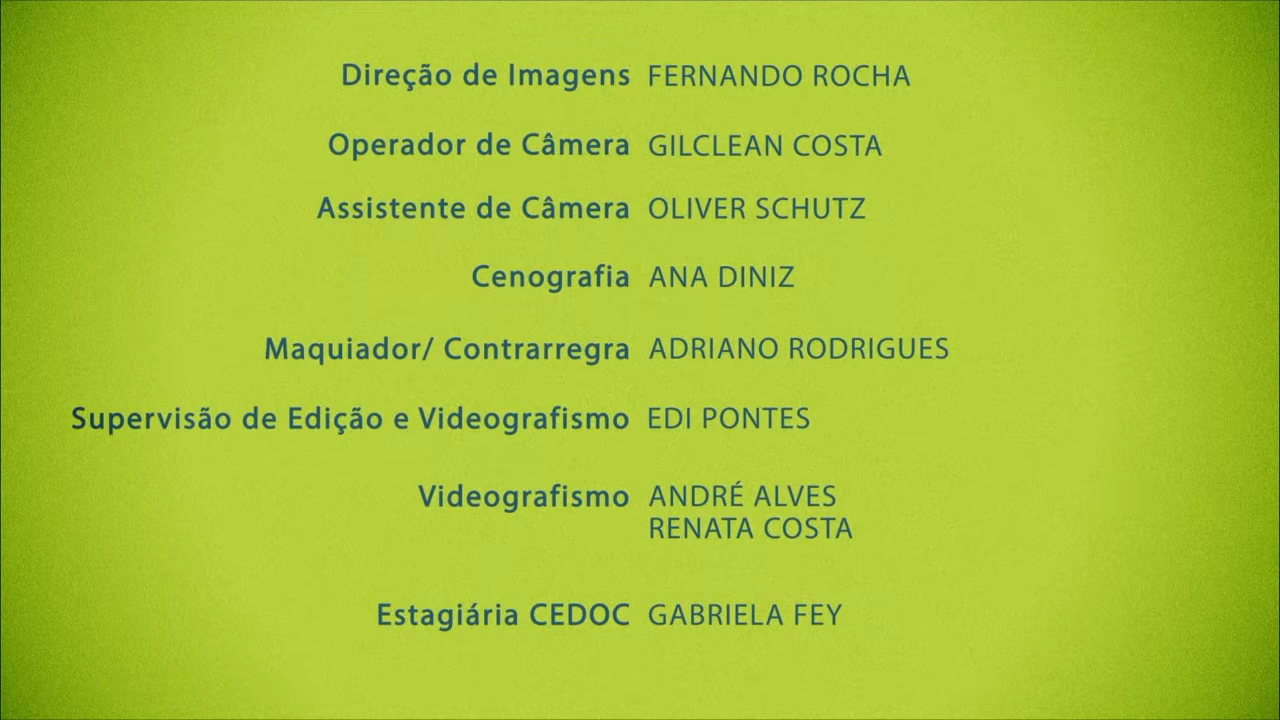 Direção de Imagens FERNANDO ROCHA
Operador de Câmera GILCLEAN COSTA
Assistente de Câmera OLIVER SCHUTZ
Cenografia ANA DINIZ
Maquiador/ Contrarregra ADRIANO RODRIGUES
Supervisão de Edição e Videografismo EDI PONTES
Videografismo ANDRÉ ALVES
RENATA COSTA
Estagiária CEDOC GABRIELA FEY